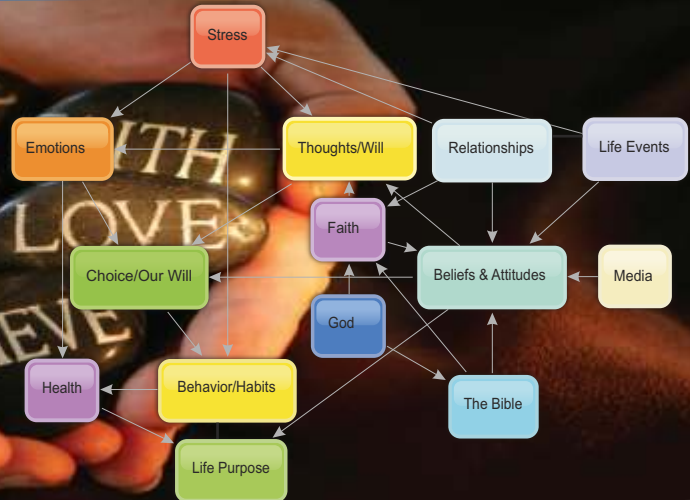 Stress
Emotions
Thoughts/Will
Relationships
Life Events
Faith
Choice/Our Will
Beliefs & Attitudes
Media
God
Health
Behavior/Habits
The Bible
Life Purpose
LOVE